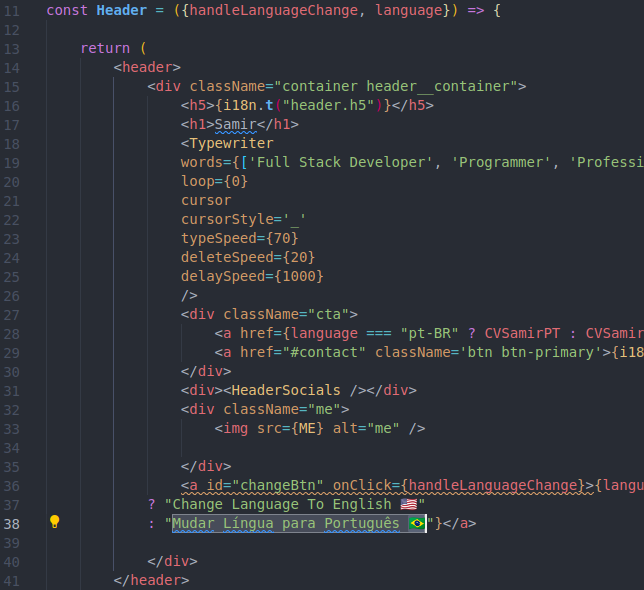 11 const Header = ({handleLanguageChange, language}) => {
12
13 return (
14 <header>
15 <div className="container header__container">
16 <h5>{i18n.t("header.h5")}</h5>
17 <h1>Samir</h1>
18 <Typewriter
19 words={['Full Stack Developer', 'Programmer', 'Professi
20 loop={0}
21 cursor
22 cursorStyle='_'
23 typeSpeed={70}
24 deleteSpeed={20}
25 delaySpeed={1000}
26 />
27 <div className="cta">
28 <a href={language === "pt-BR" ? CVSamirPT : CVSamir
29 <a href="#contact" className='btn btn-primary'>{i18
30 </div>
31 <div><HeaderSocials /></div>
32 <div className="me">
33 <img src={ME} alt="me" />
34
35 </div>
36 <a id="changeBtn" onClick={handleLanguageChange}>{langu
37 ? "Change Language To English 🇺🇸"
38 : "Mudar Língua para Português 🇧🇷"}</a>
39
40 </div>
41 </header>